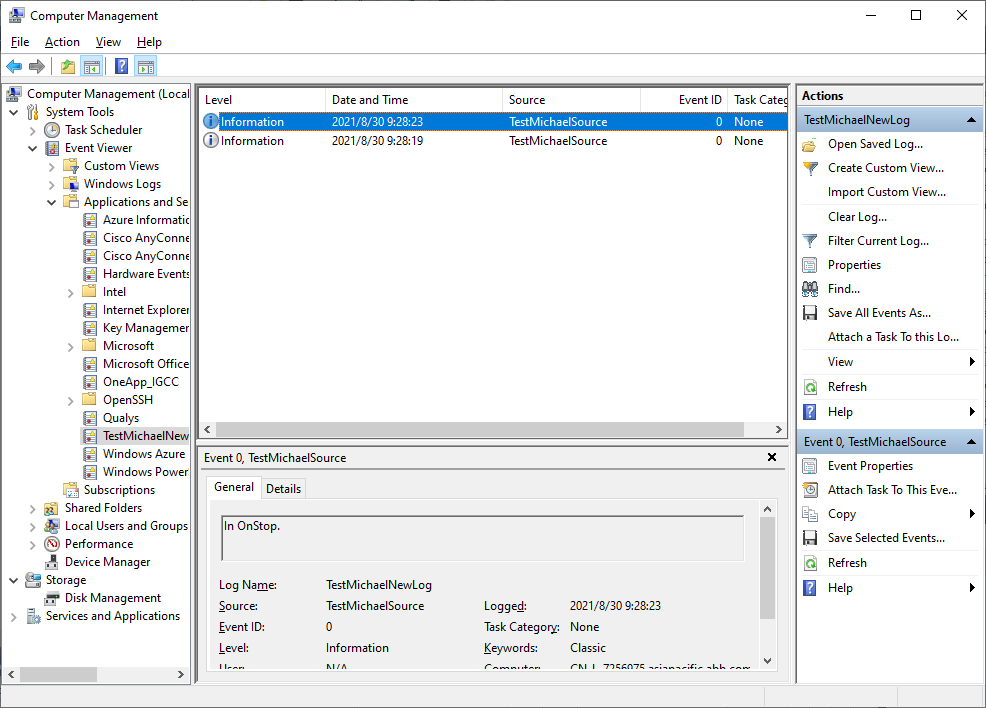 Computer Management
File Action View Help
Computer Management (Local
System Tools
Task Scheduler
Event Viewer
Custom Views
Windows Logs
Applications and Se
Azure Informatic
Cisco AnyConne
Cisco AnyConne
Hardware Events
Intel
Internet Explorer
Key Managemer
Microsoft
Microsoft Office
OneApp_IGCC
OpenSSH
Qualys
TestMichaelNew
Windows Azure
Windows Power
Subscriptions
Shared Folders
Local Users and Groups
Performance
Device Manager
Storage
Disk Management
Services and Applications
Level Date and Time Source Event ID Task Categ
Information 2021/8/30 9:28:23 TestMichaelSource 0 None
Information 2021/8/30 9:28:19 TestMichaelSource 0 None
Event 0, TestMichaelSource
General Details
In OnStop.
Log Name: TestMichaelNewLog
Source: TestMichaelSource Logged: 2021/8/30 9:28:23
Event ID: 0 Task Category: None
Level: Information Keywords: Classic
User: N/A Computer: CN-L-7256975.asiapacific.abb.com
Actions
TestMichaelNewLog
Open Saved Log...
Create Custom View...
Import Custom View...
Clear Log...
Filter Current Log...
Properties
Find...
Save All Events As...
Attach a Task To this Lo...
View
Refresh
Help
Event 0, TestMichaelSource
Event Properties
Attach Task To This Eve...
Copy
Save Selected Events...
Refresh
Help